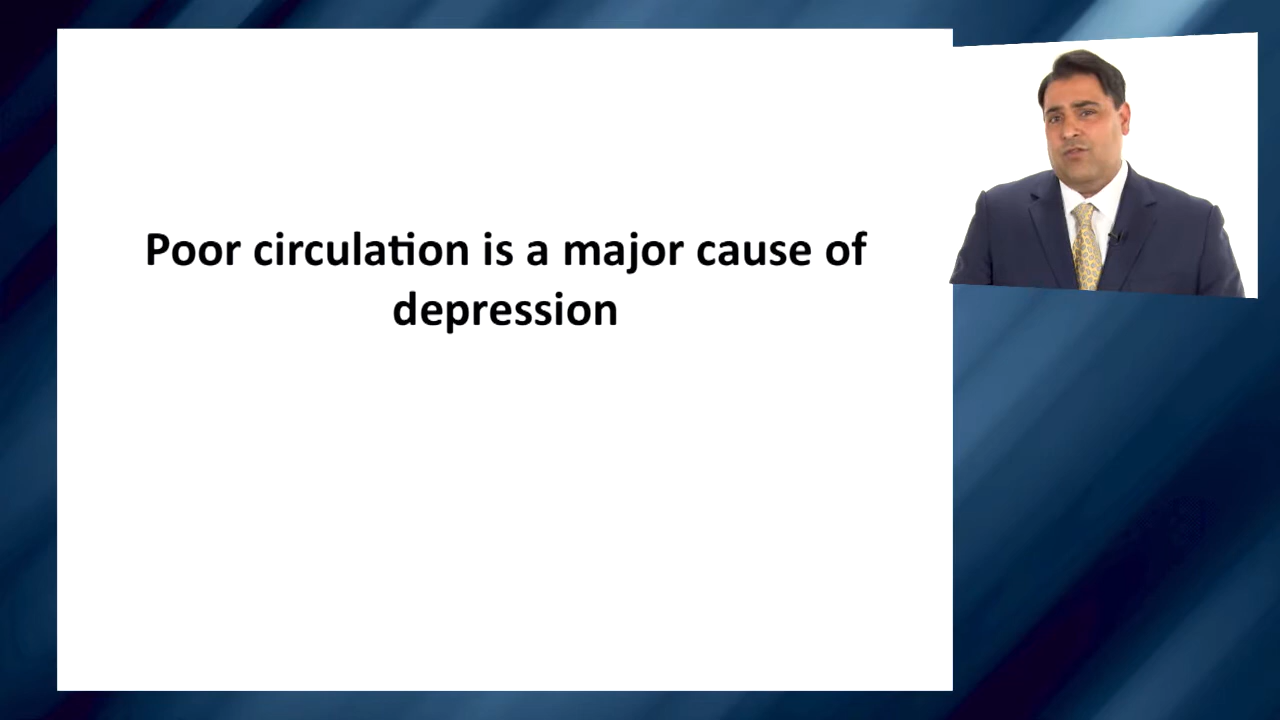 Poor circulation is a major cause of
depression